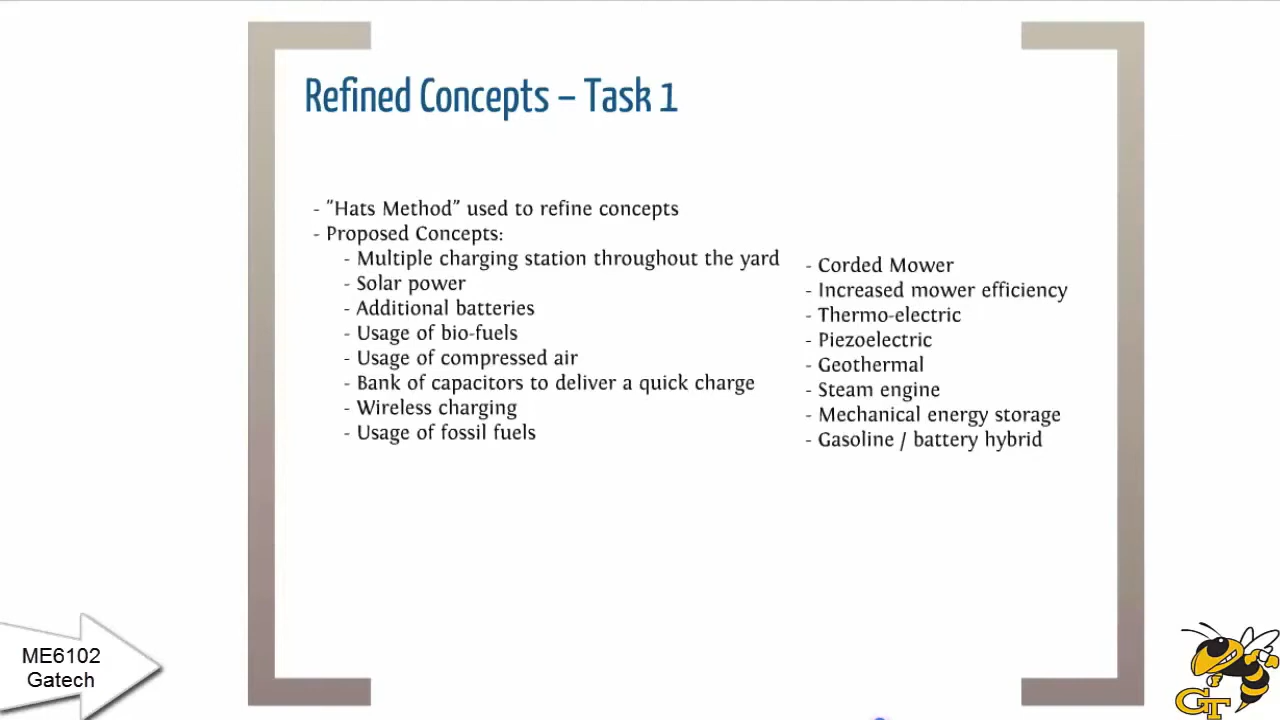 Refined Concepts – Task 1
- "Hats Method" used to refine concepts
- Proposed Concepts:
- Multiple charging station throughout the yard
- Solar power
- Additional batteries
- Usage of bio-fuels
- Usage of compressed air
- Bank of capacitors to deliver a quick charge
- Wireless charging
- Usage of fossil fuels
- Corded Mower
- Increased mower efficiency
- Thermo-electric
- Piezoelectric
- Geothermal
- Steam engine
- Mechanical energy storage
- Gasoline / battery hybrid
ME6102
Gatech
GT